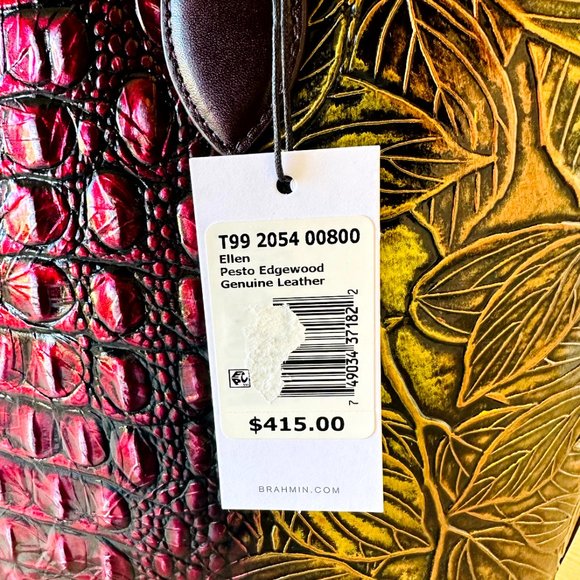 T99 2054 00800
Ellen
Pesto Edgewood
Genuine Leather
7 49034 37182 2
$415.00
BRAHMIN.COM